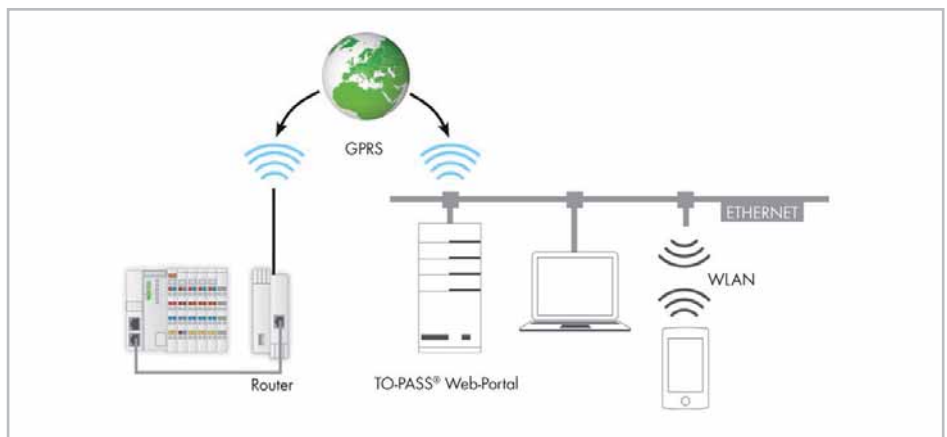 GPRS
ETHERNET
WLAN
Router
TO-PASS® Web-Portal